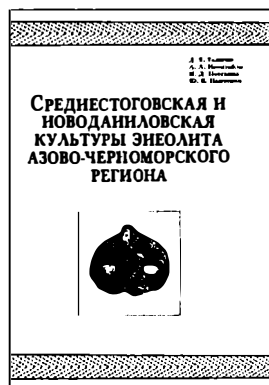 СРЕДНЕСТОГОВСКАЯ И
НОВОДАНИЛОВСКАЯ
КУЛЬТУРЫ ЭНЕОЛИТА
АЗОВО-ЧЕРНОМОРСКОГО
РЕГИОНА